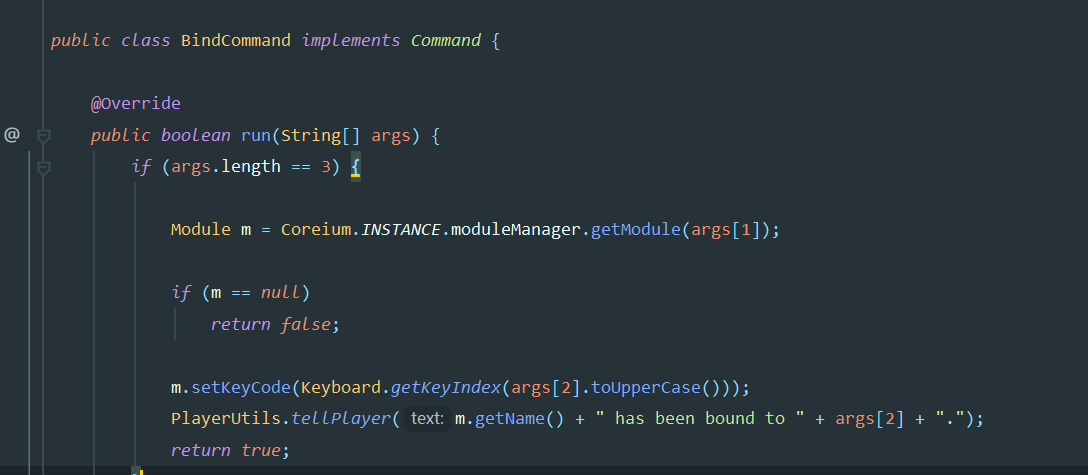 public class BindCommand implements Command {
@Override
@ public boolean run(String[] args) {
if (args.length == 3) {
Module m = Coreium.INSTANCE.moduleManager.getModule(args[1]);
if (m == null)
return false;
m.setKeyCode(Keyboard.getKeyIndex(args[2].toUpperCase()));
PlayerUtils.tellPlayer( text: m.getName() + " has been bound to " + args[2] + ".");
return true;
}